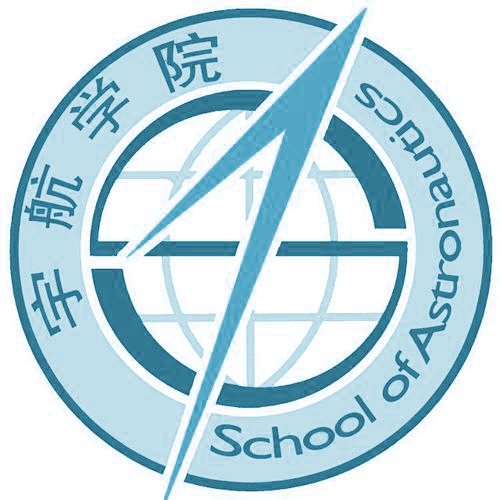 宇航学院
School of Astronautics